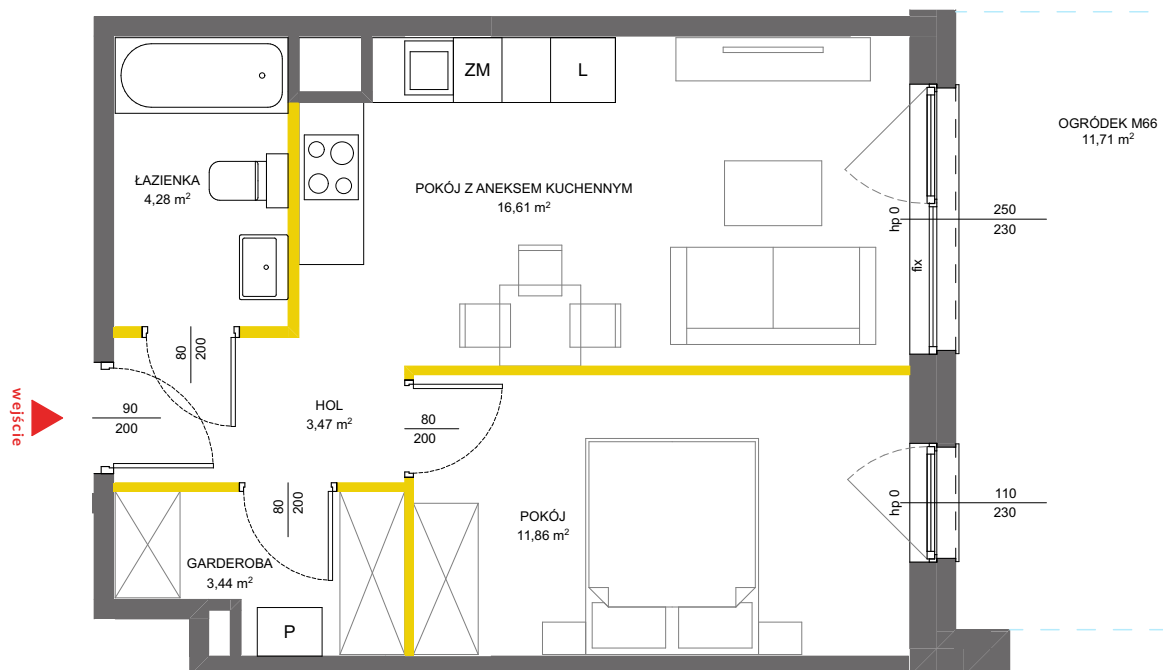 ZM
L
OGRÓDEK M66
11,71 m²
ŁAZIENKA
4,28 m²
POKÓJ Z ANEKSEM KUCHENNYM
16,61 m²
hp 0
250
230
fix
80
200
wejście
90
200
HOL
3,47 m²
80
200
80
200
hp 0
110
230
POKÓJ
11,86 m²
GARDEROBA
3,44 m²
P